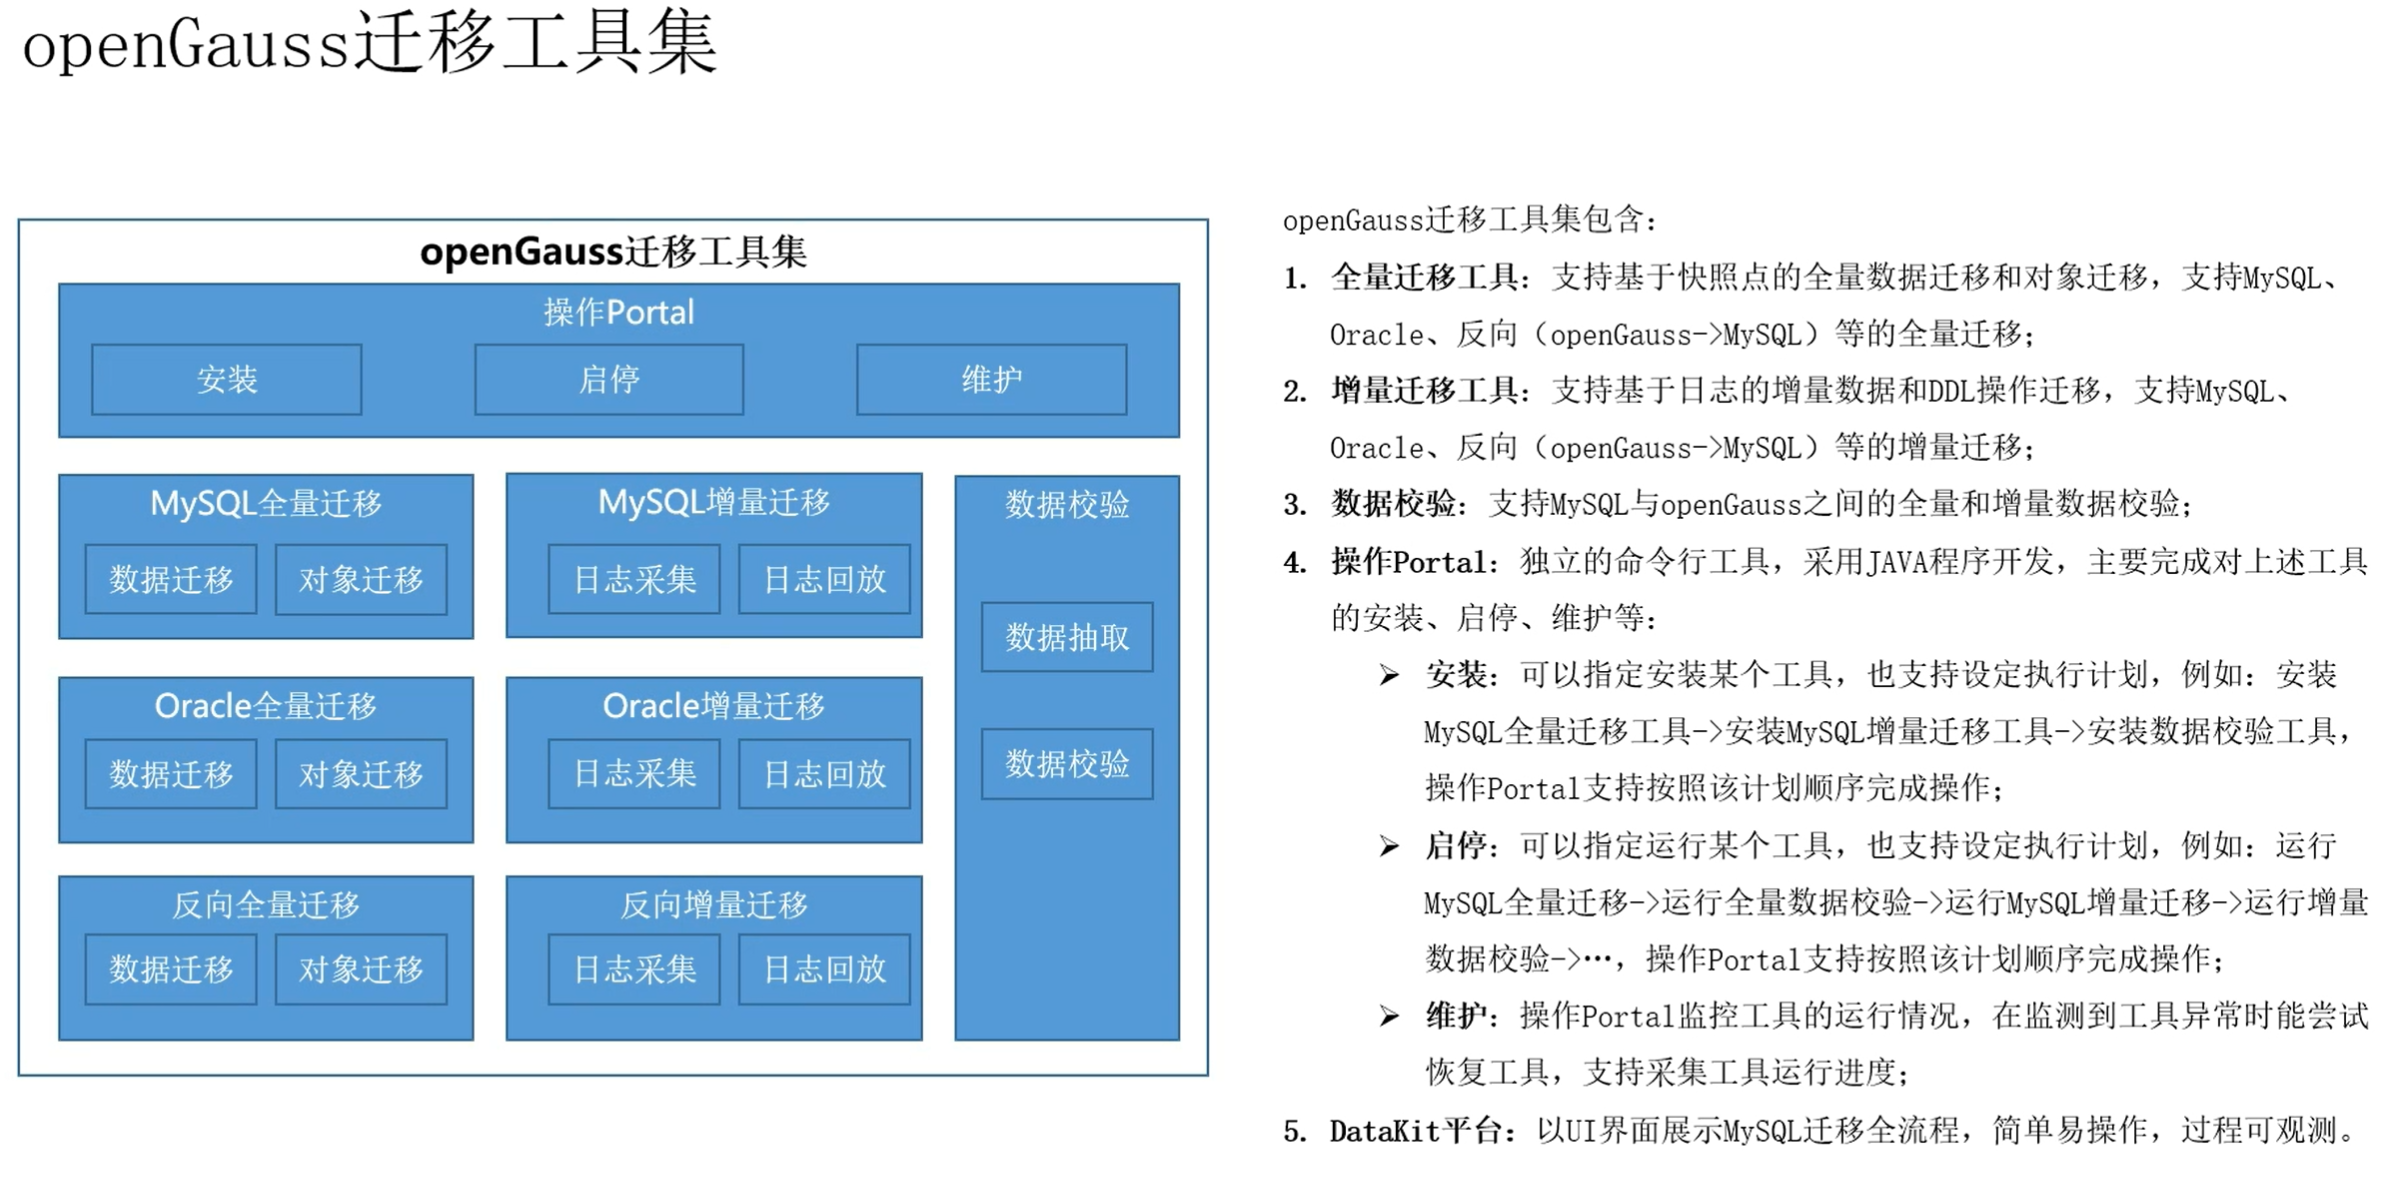 openGauss迁移工具集
openGauss迁移工具集
操作Portal
安装
启停
维护
MySQL全量迁移
数据迁移
对象迁移
MySQL增量迁移
日志采集
日志回放
数据校验
数据抽取
数据校验
Oracle全量迁移
数据迁移
对象迁移
Oracle增量迁移
日志采集
日志回放
反向全量迁移
数据迁移
对象迁移
反向增量迁移
日志采集
日志回放
openGauss迁移工具集包含：
1. 全量迁移工具：支持基于快照点的全量数据迁移和对象迁移，支持MySQL、
Oracle、反向（openGauss->MySQL）等的全量迁移；
2. 增量迁移工具：支持基于日志的增量数据和DDL操作迁移，支持MySQL、
Oracle、反向（openGauss->MySQL）等的增量迁移；
3. 数据校验：支持MySQL与openGauss之间的全量和增量数据校验；
4. 操作Portal：独立的命令行工具，采用JAVA程序开发，主要完成对上述工具
的安装、启停、维护等：
➢ 安装：可以指定安装某个工具，也支持设定执行计划，例如：安装
MySQL全量迁移工具->安装MySQL增量迁移工具->安装数据校验工具，
操作Portal支持按照该计划顺序完成操作；
➢ 启停：可以指定运行某个工具，也支持设定执行计划，例如：运行
MySQL全量迁移->运行全量数据校验->运行MySQL增量迁移->运行增量
数据校验->…，操作Portal支持按照该计划顺序完成操作；
➢ 维护：操作Portal监控工具的运行情况，在监测到工具异常时能尝试
恢复工具，支持采集工具运行进度；
5. DataKit平台：以UI界面展示MySQL迁移全流程，简单易操作，过程可观测。